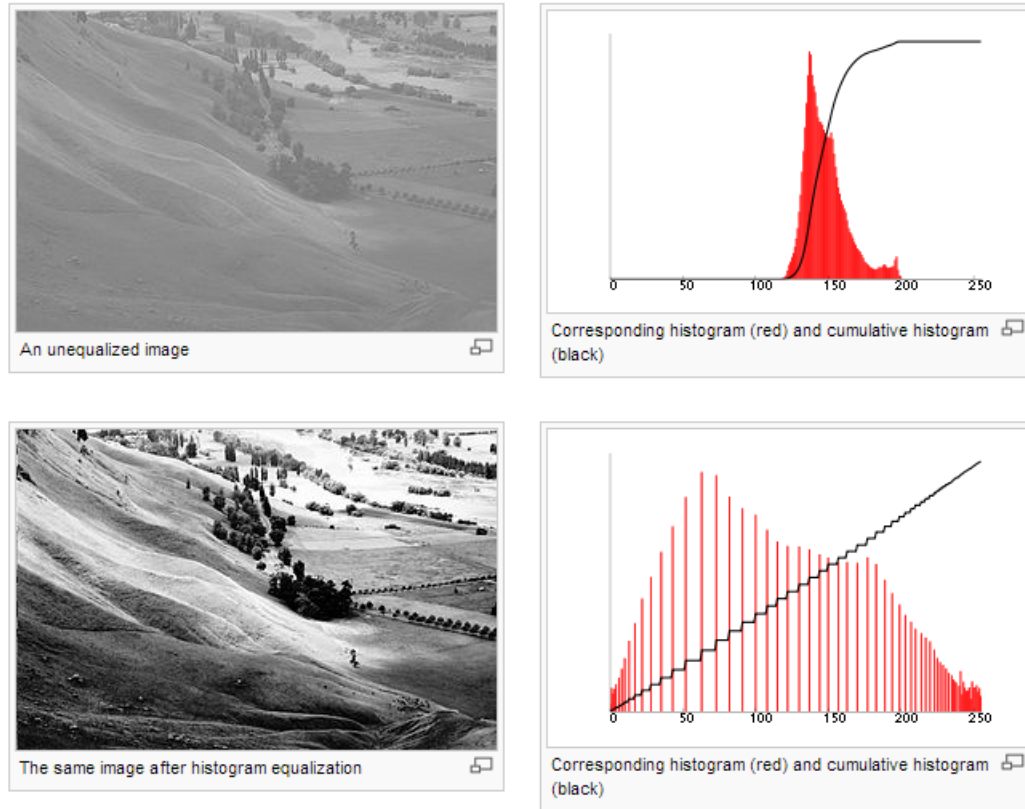 0 50 100 150 200 250
An unequalized image
Corresponding histogram (red) and cumulative histogram
(black)
0 50 100 150 200 250
The same image after histogram equalization
Corresponding histogram (red) and cumulative histogram
(black)